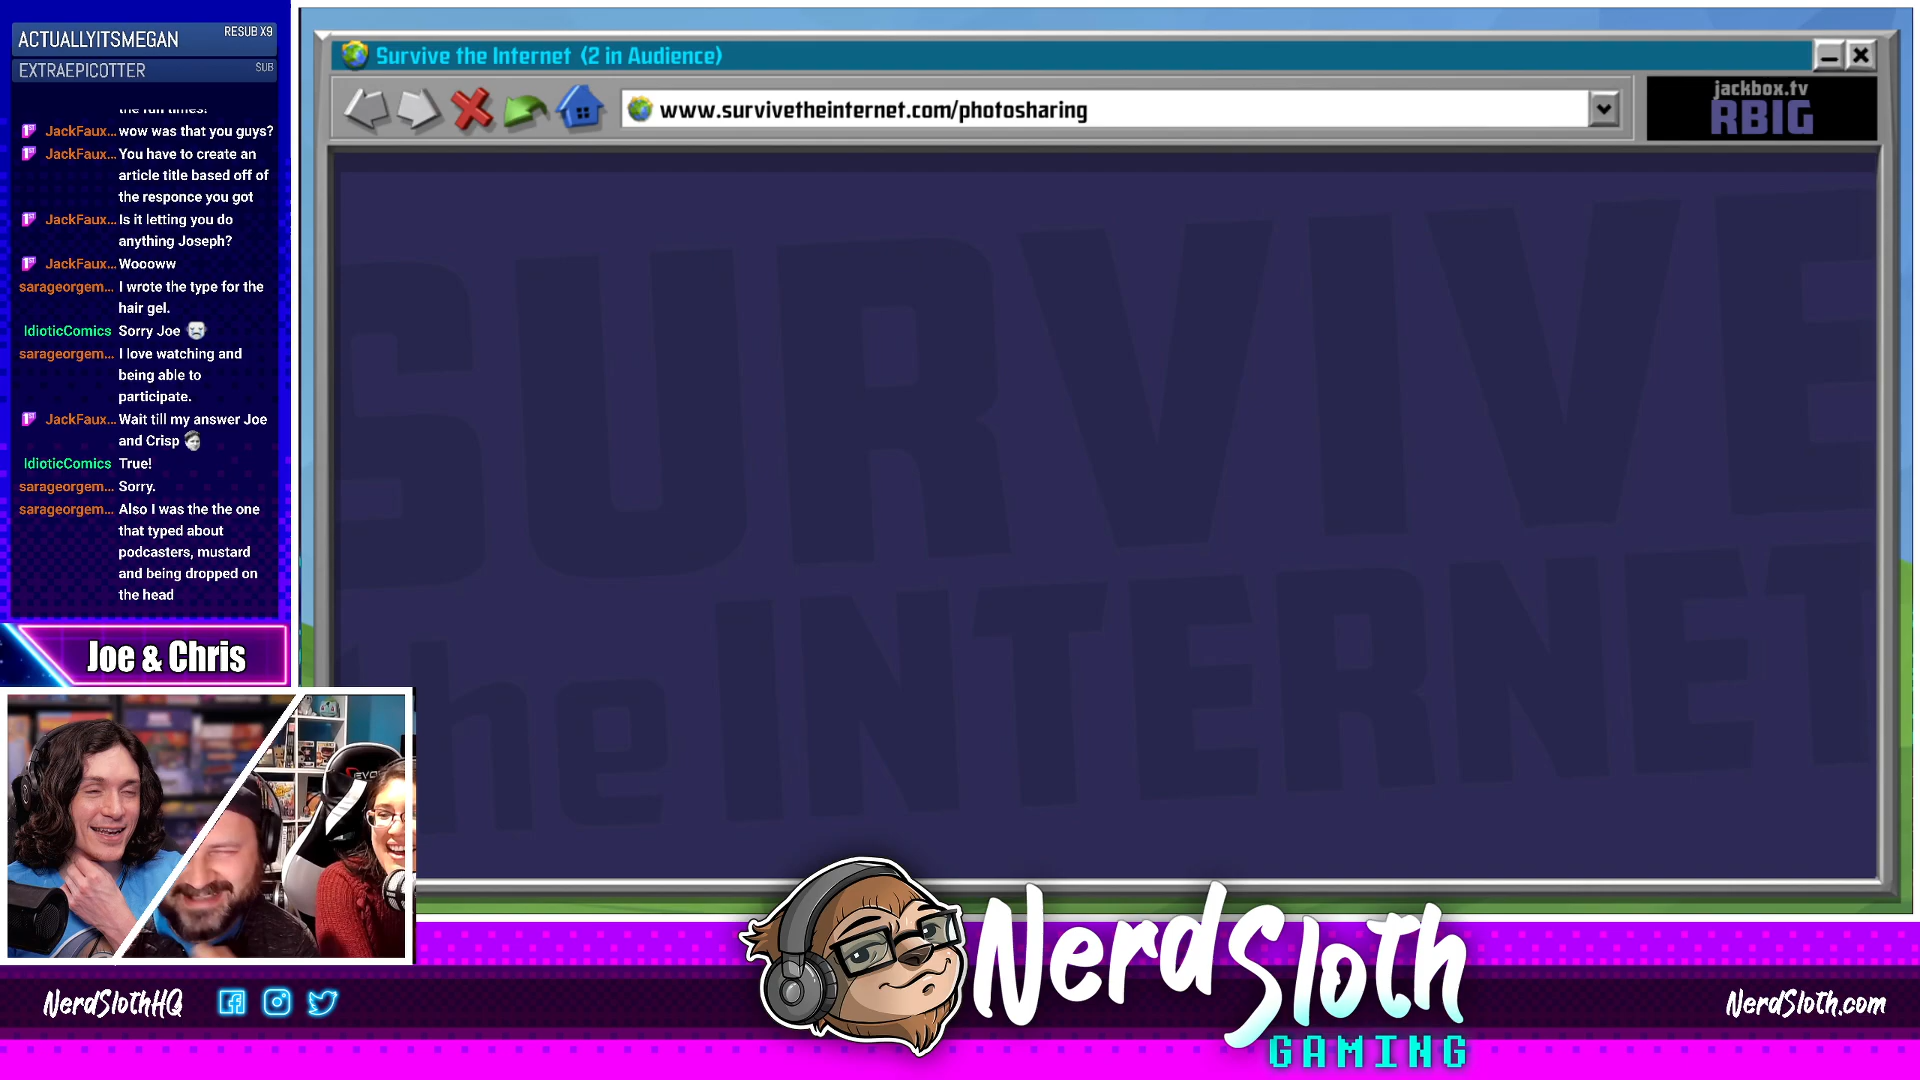 ACTUALLYITSMEGAN RESUB X9
EXTRAEPICOTTER SUB
the fun times!
JackFaux... wow was that you guys?
JackFaux... You have to create an
article title based off of
the responce you got
JackFaux... Is it letting you do
anything Joseph?
JackFaux... Woooww
sarageorgem... I wrote the type for the
hair gel.
IdioticComics Sorry Joe
sarageorgem... I love watching and
being able to
participate.
JackFaux... Wait till my answer Joe
and Crisp
IdioticComics True!
sarageorgem... Sorry.
sarageorgem... Also I was the the one
that typed about
podcasters, mustard
and being dropped on
the head
Joe & Chris
Survive the Internet (2 in Audience)
www.survivetheinternet.com/photosharing
jackbox.tv
RBIG
SURVIVE
the INTERNET
NerdSloth
GAMING
NerdSlothHQ
NerdSloth.com